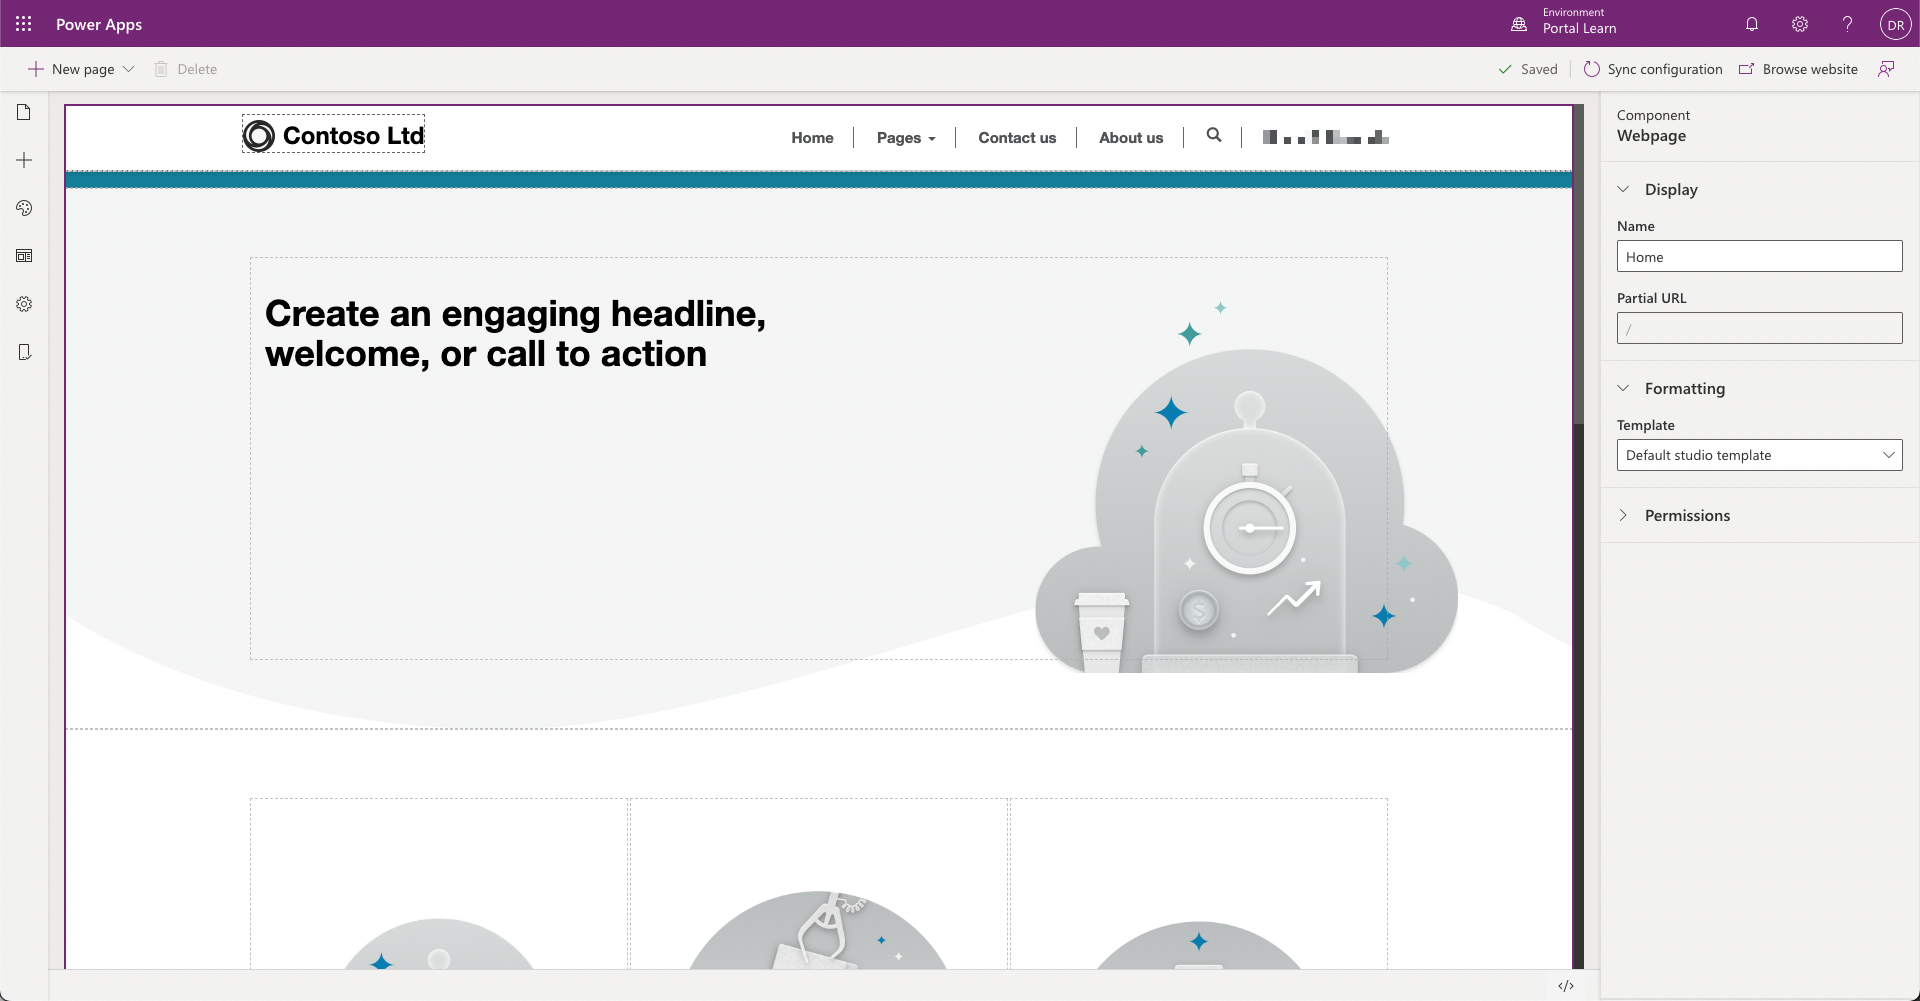 Power Apps
Environment
Portal Learn
DR
New page
Delete
Saved
Sync configuration
Browse website
Contoso Ltd
Home
Pages
Contact us
About us
Create an engaging headline,
welcome, or call to action
$
Component
Webpage
Display
Name
Home
Partial URL
/
Formatting
Template
Default studio template
Permissions
</>